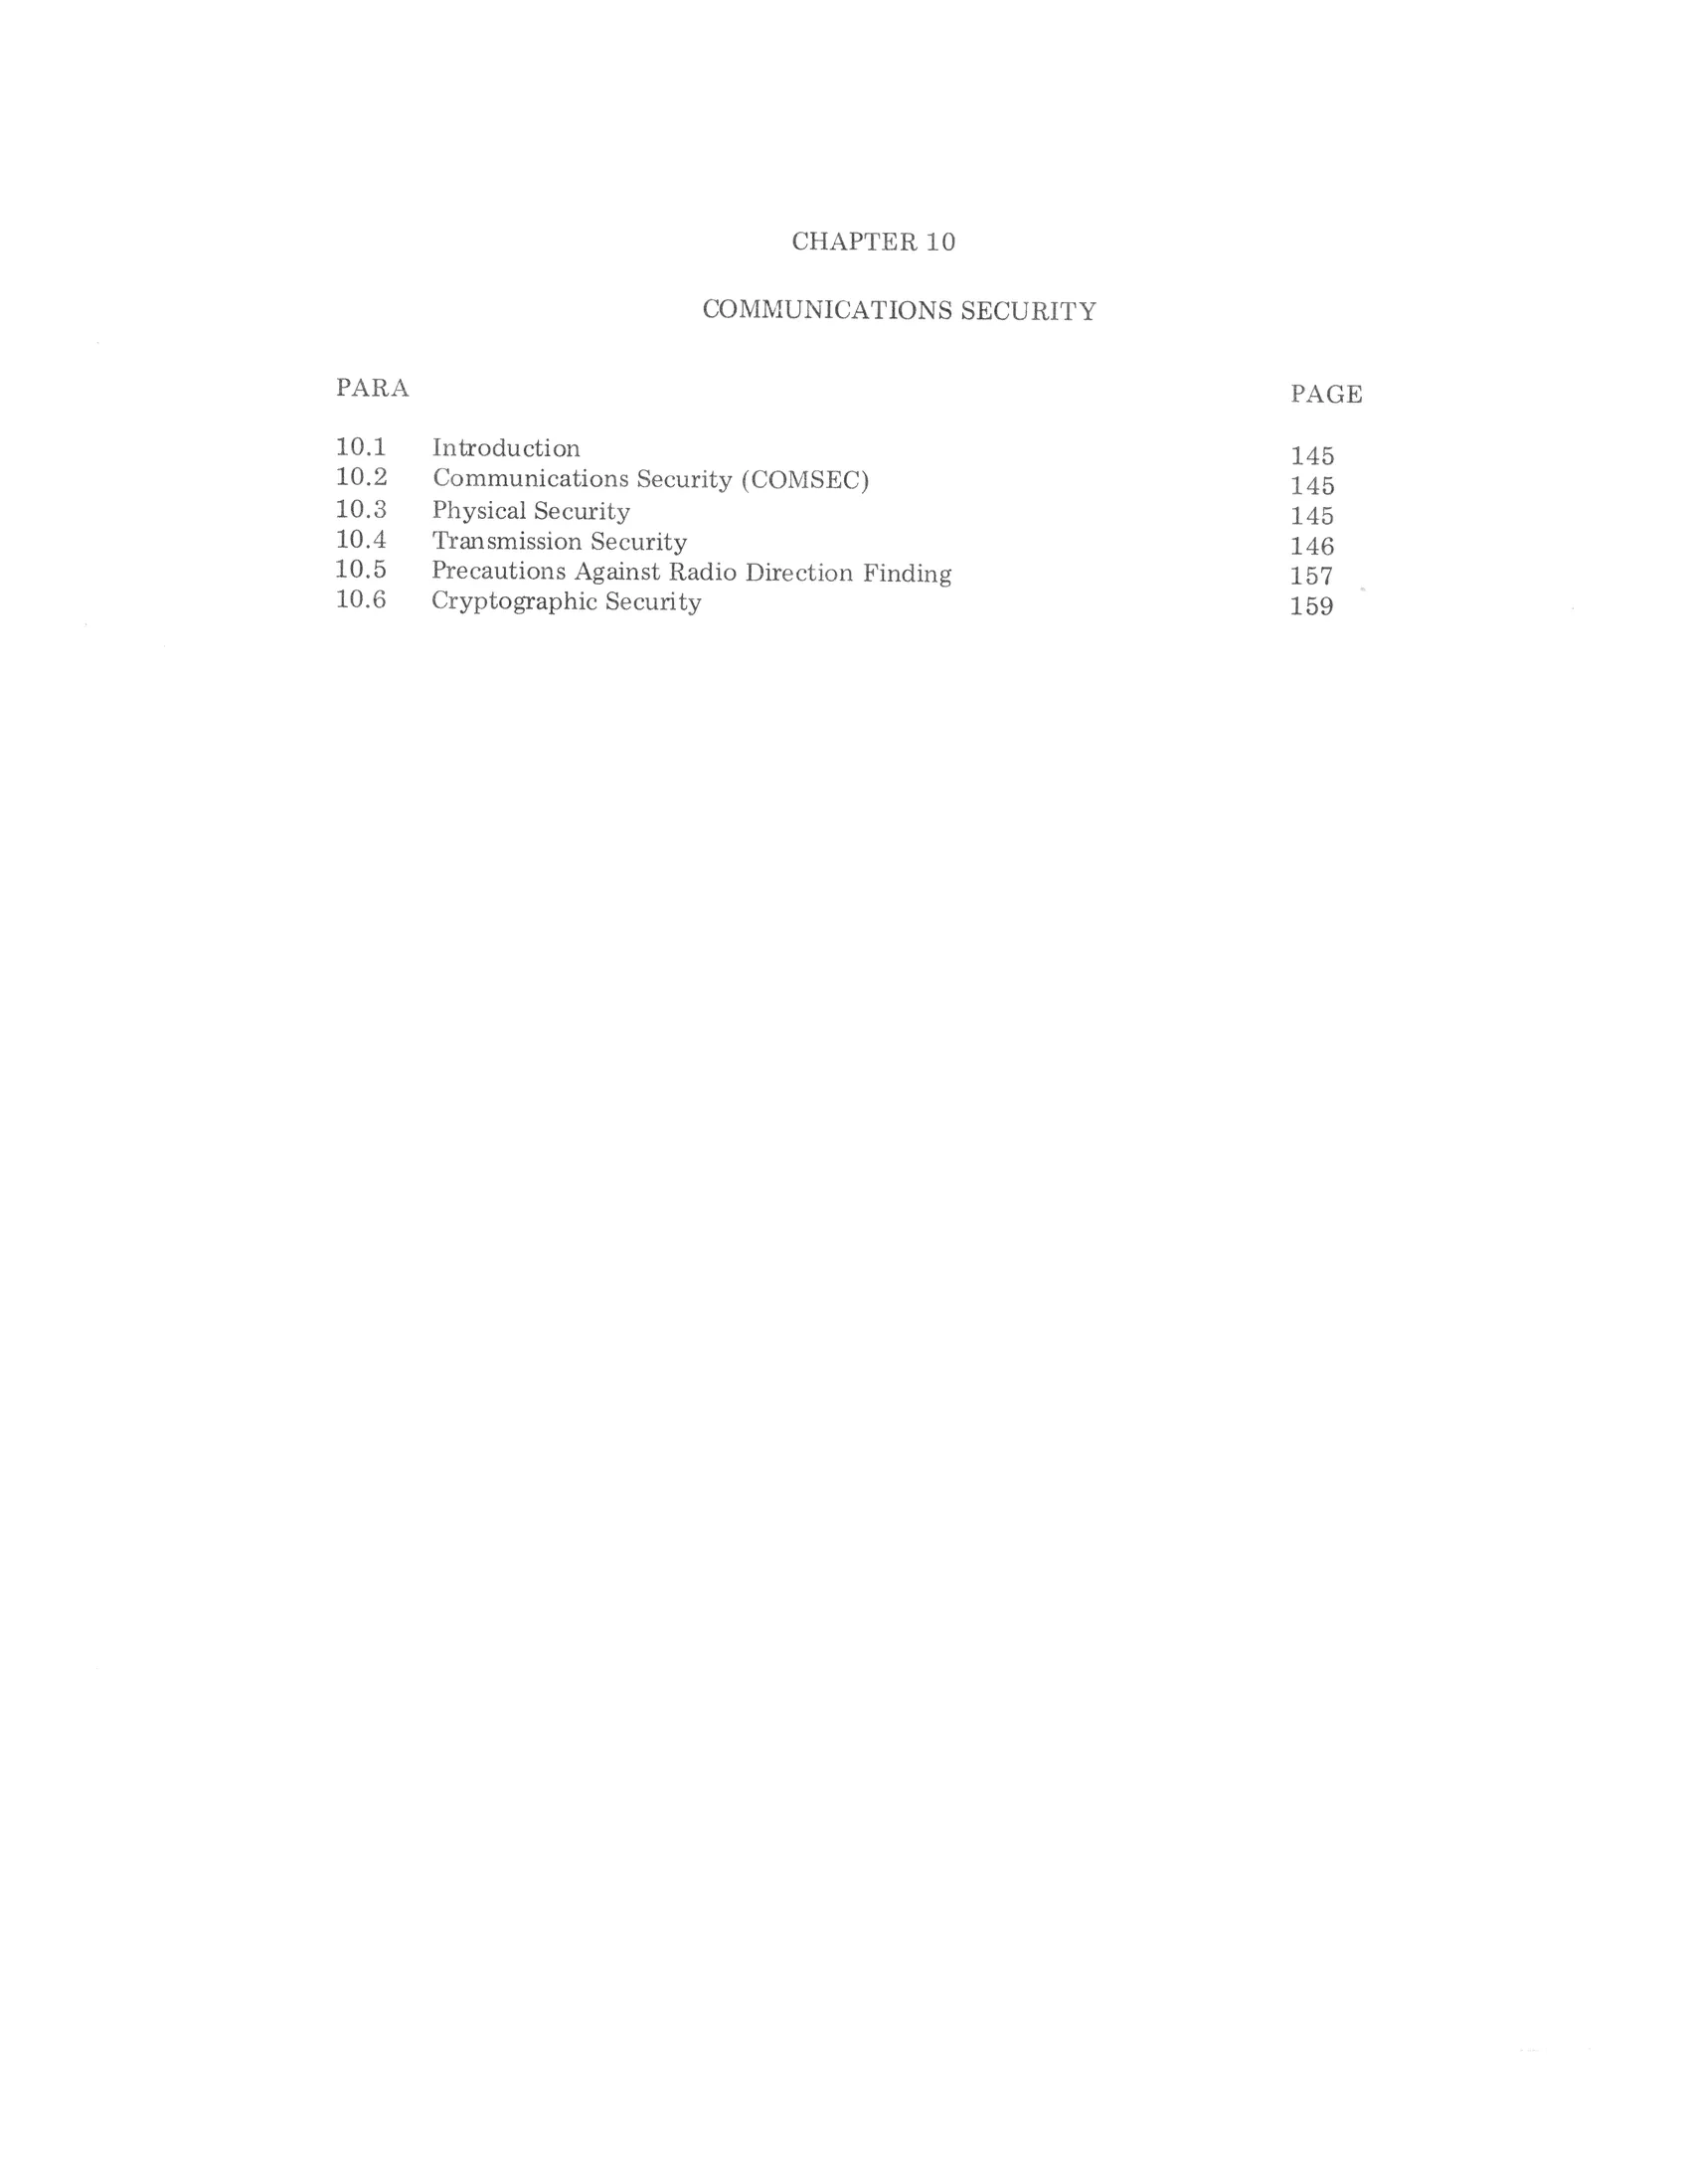 CHAPTER 10
COMMUNICATIONS SECURITY
PARA PAGE
10.1 Introduction 145
10.2 Communications Security (COMSEC) 145
10.3 Physical Security 145
10.4 Transmission Security 146
10.5 Precautions Against Radio Direction Finding 157
10.6 Cryptographic Security 159